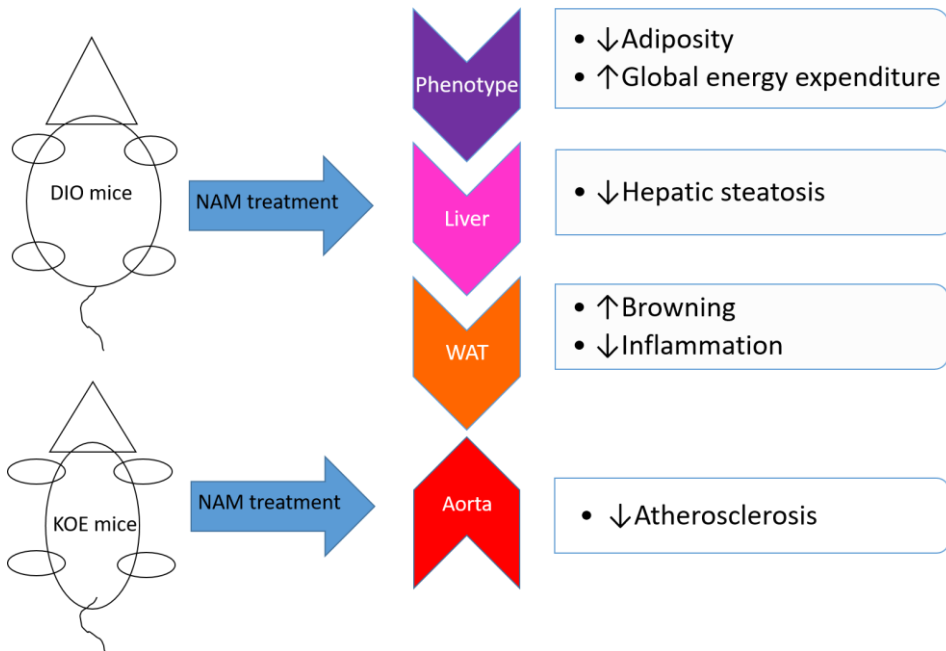 Phenotype
• ↓Adiposity
• ↑Global energy expenditure
DIO mice
NAM treatment
Liver
• ↓Hepatic steatosis
WAT
• ↑Browning
• ↓Inflammation
KOE mice
NAM treatment
Aorta
• ↓Atherosclerosis